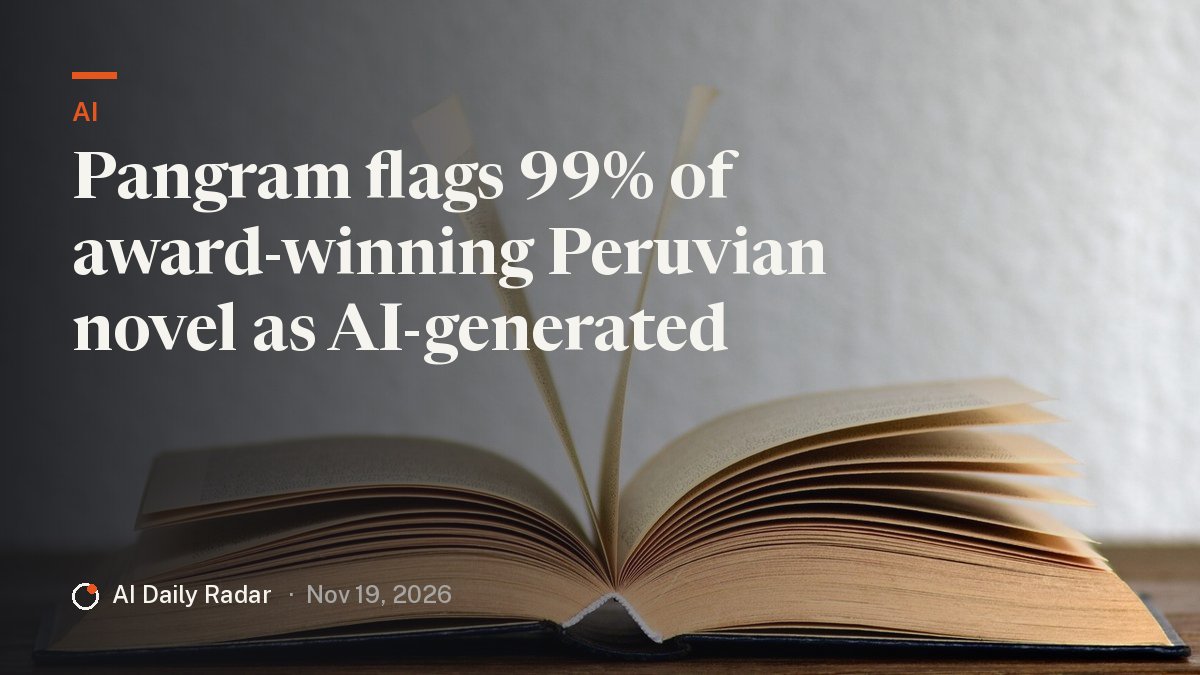 AI
Pangram flags 99% of
award-winning Peruvian
novel as AI-generated
AI Daily Radar · Nov 19, 2026